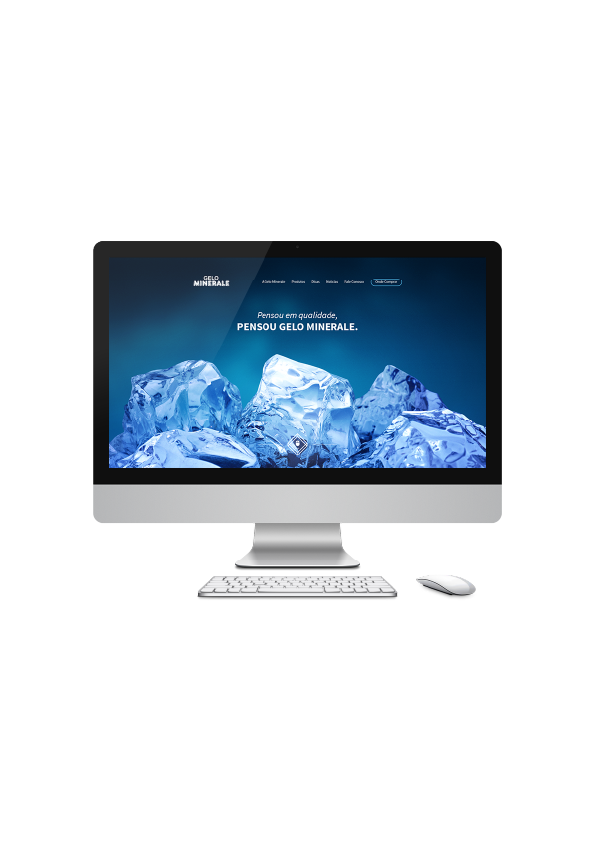 GELO
MINERALE
A Gelo Minerale Produtos Dicas Notícias Fale Conosco Onde Comprar
Pensou em qualidade,
PENSOU GELO MINERALE.